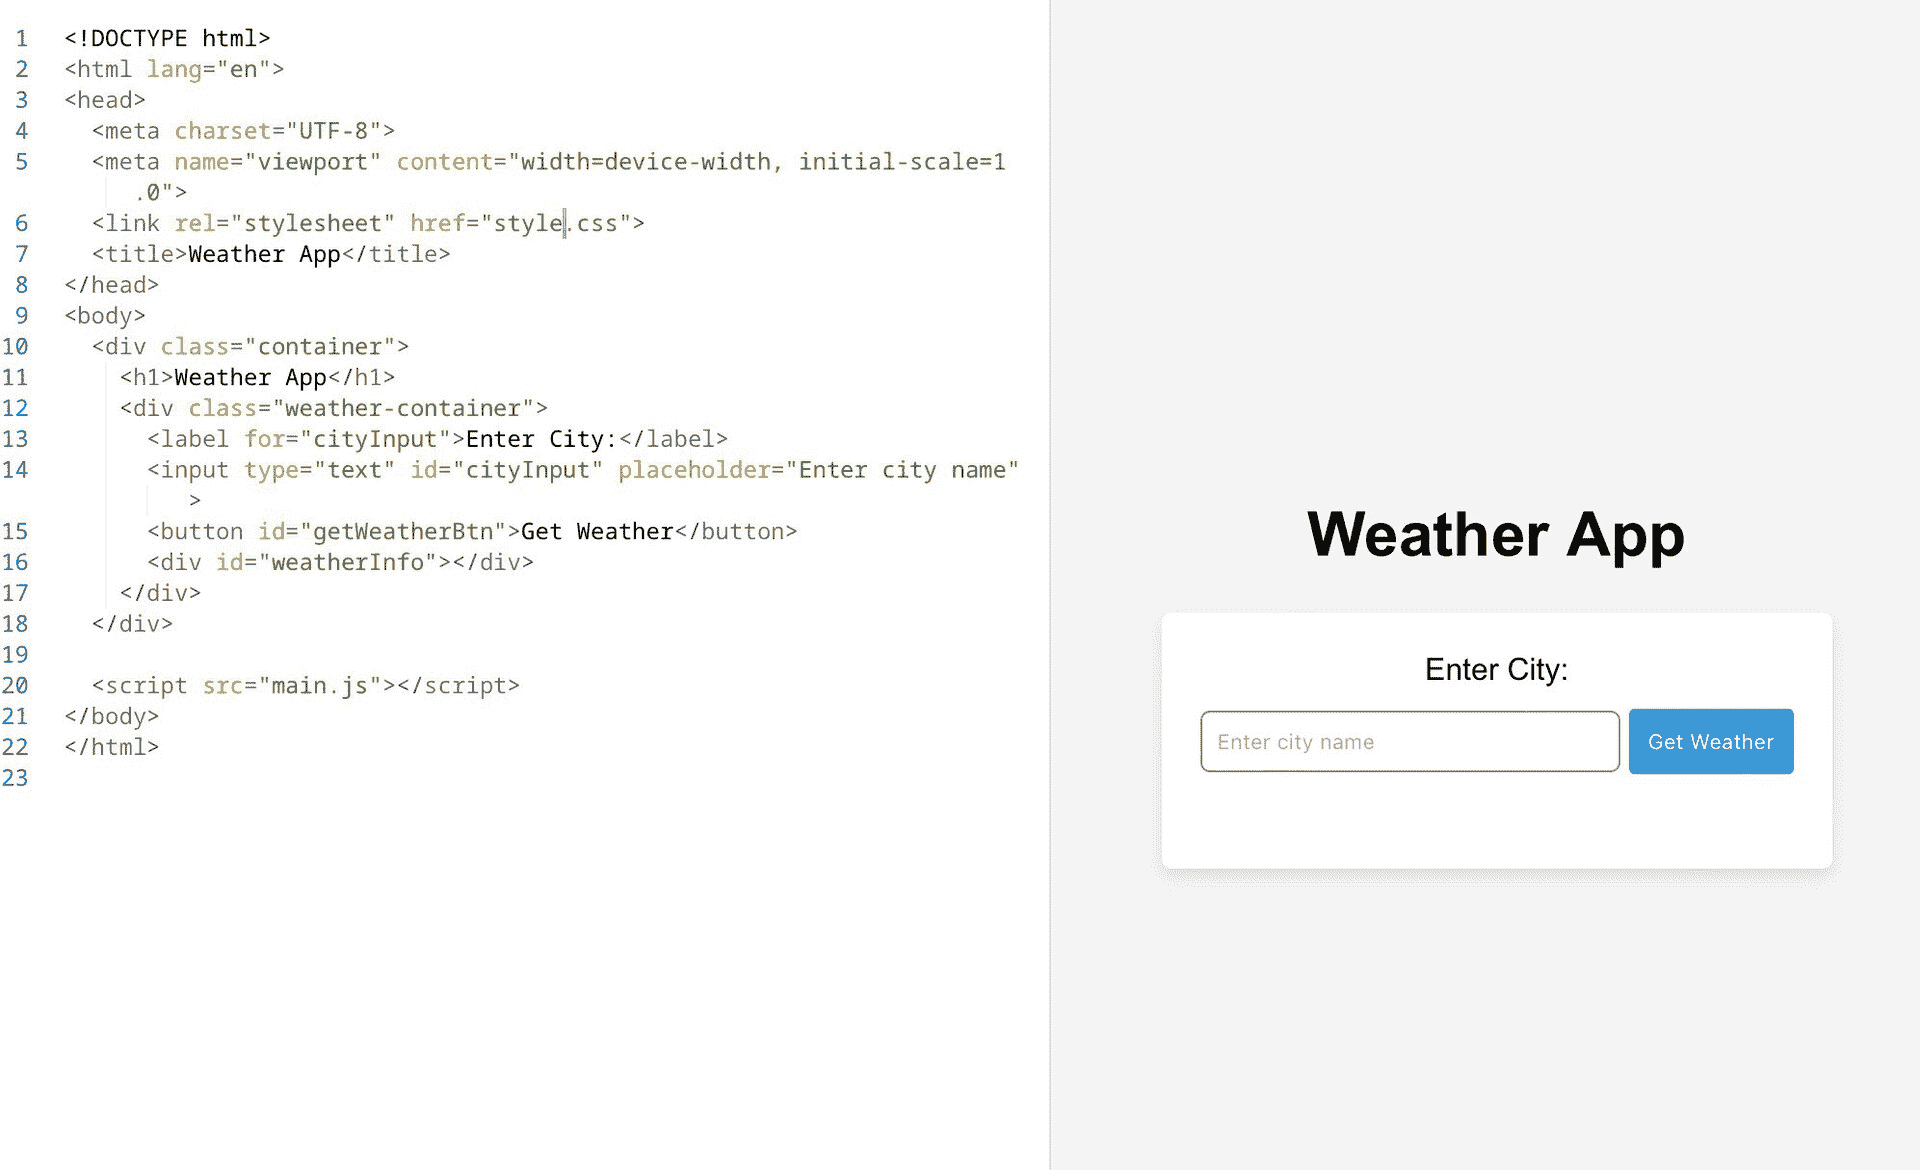 1 <!DOCTYPE html>
2 <html lang="en">
3 <head>
4 <meta charset="UTF-8">
5 <meta name="viewport" content="width=device-width, initial-scale=1
.0">
6 <link rel="stylesheet" href="style.css">
7 <title>Weather App</title>
8 </head>
9 <body>
10 <div class="container">
11 <h1>Weather App</h1>
12 <div class="weather-container">
13 <label for="cityInput">Enter City:</label>
14 <input type="text" id="cityInput" placeholder="Enter city name"
>
15 <button id="getWeatherBtn">Get Weather</button>
16 <div id="weatherInfo"></div>
17 </div>
18 </div>
19
20 <script src="main.js"></script>
21 </body>
22 </html>
23
Weather App
Enter City:
Enter city name
Get Weather